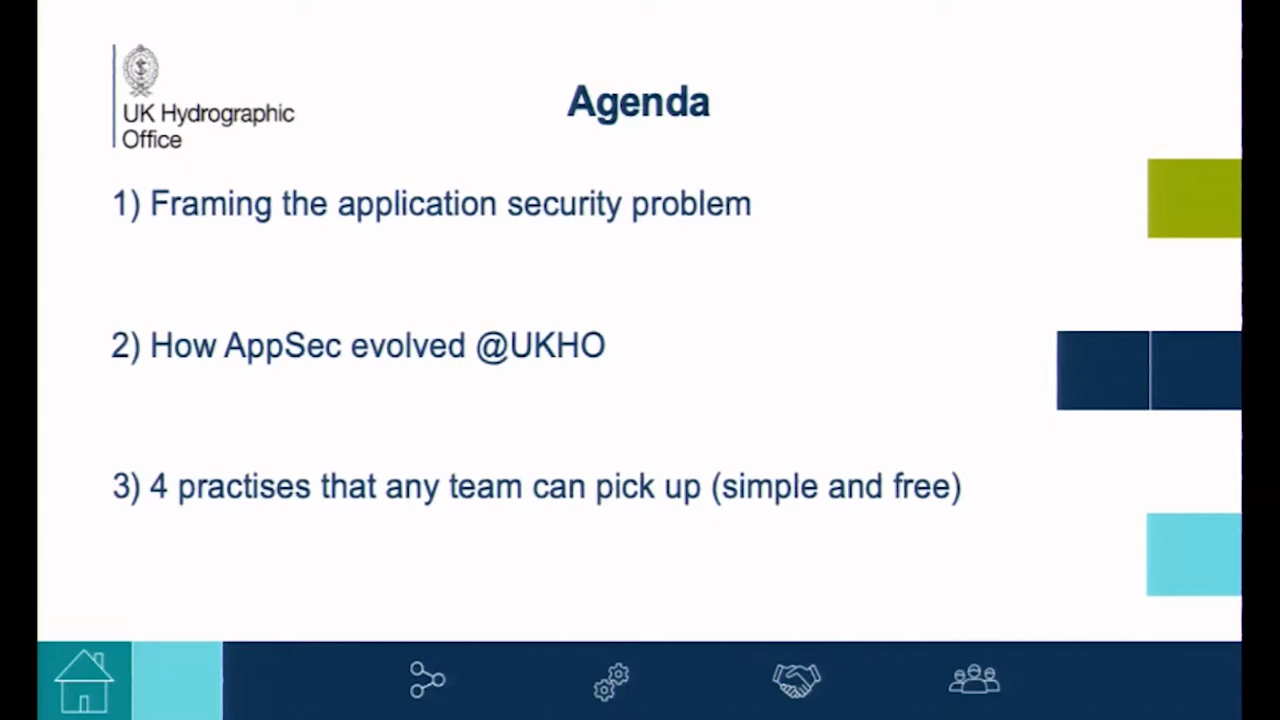 UK Hydrographic
Office
Agenda
1) Framing the application security problem
2) How AppSec evolved @UKHO
3) 4 practises that any team can pick up (simple and free)